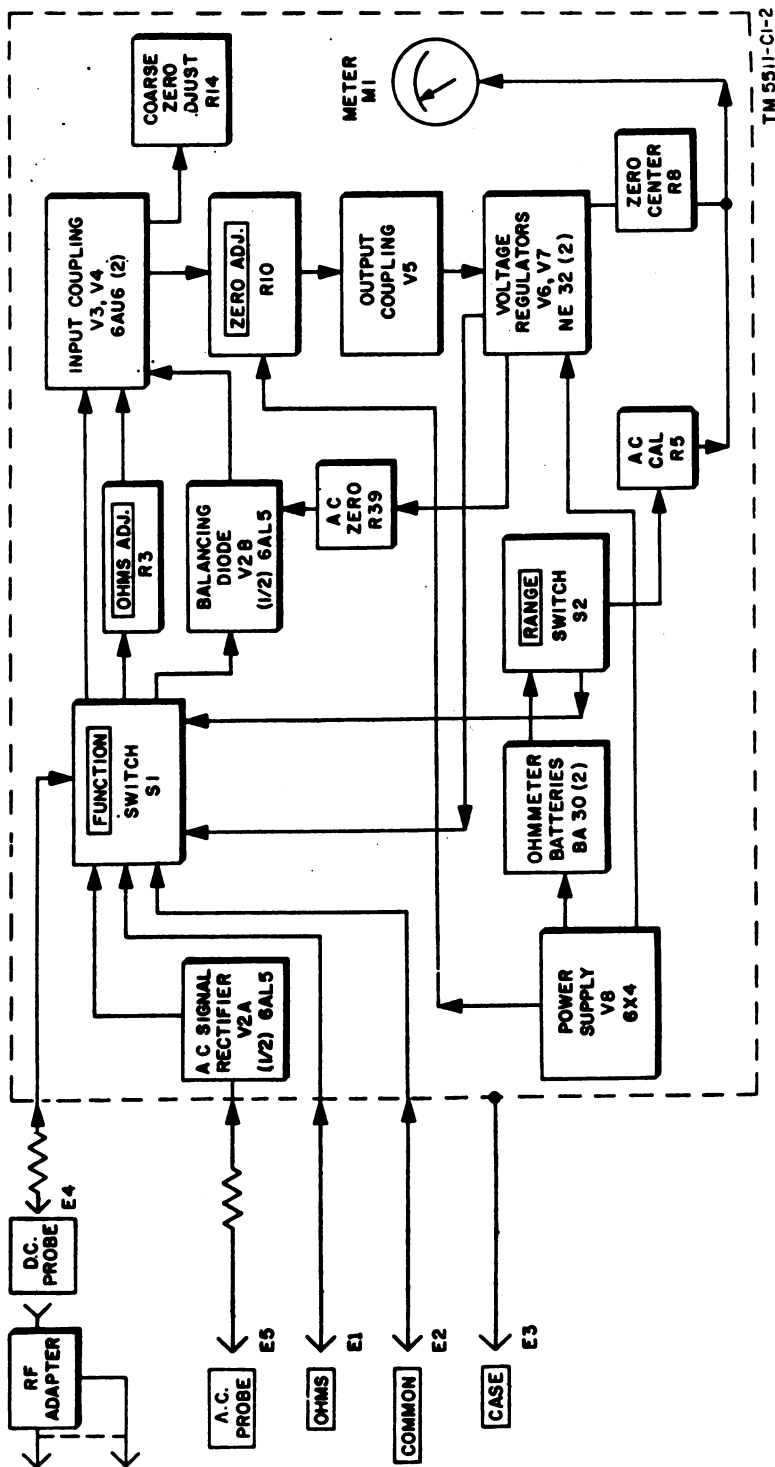 RF
ADAPTER
D.C.
PROBE
E4
A.C.
PROBE
E5
OHMS
E1
COMMON
E2
CASE
E3
FUNCTION
SWITCH
S1
AC SIGNAL
RECTIFIER
V2A
(1/2) 6AL5
OHMS ADJ.
R3
BALANCING
DIODE
V2B
(1/2) 6AL5
AC
ZERO
R39
INPUT COUPLING
V3, V4
6AU6 (2)
COARSE
ZERO
DJUST
R14
ZERO ADJ.
R10
OUTPUT
COUPLING
V5
VOLTAGE
REGULATORS
V6, V7
NE 32 (2)
ZERO
CENTER
R8
METER
M1
POWER
SUPPLY
V8
6X4
OHMMETER
BATTERIES
BA 30 (2)
RANGE
SWITCH
S2
AC
CAL
R5
TM 5511-C1-2